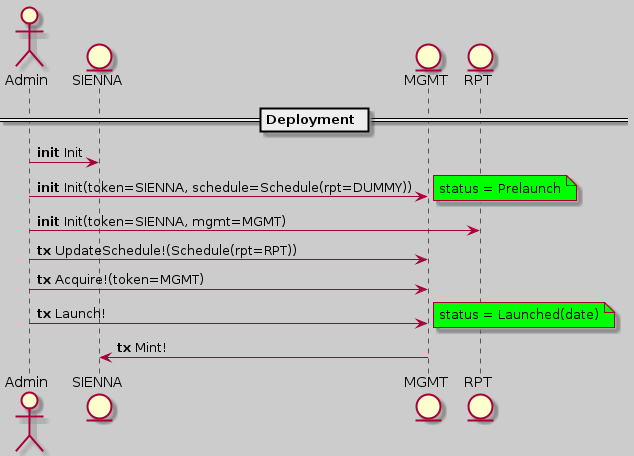 Admin
SIENNA
MGMT
RPT
Deployment
init Init
init Init(token=SIENNA, schedule=Schedule(rpt=DUMMY))
status = Prelaunch
init Init(token=SIENNA, mgmt=MGMT)
tx UpdateSchedule!(Schedule(rpt=RPT))
tx Acquire!(token=MGMT)
tx Launch!
status = Launched(date)
tx Mint!
Admin
SIENNA
MGMT
RPT